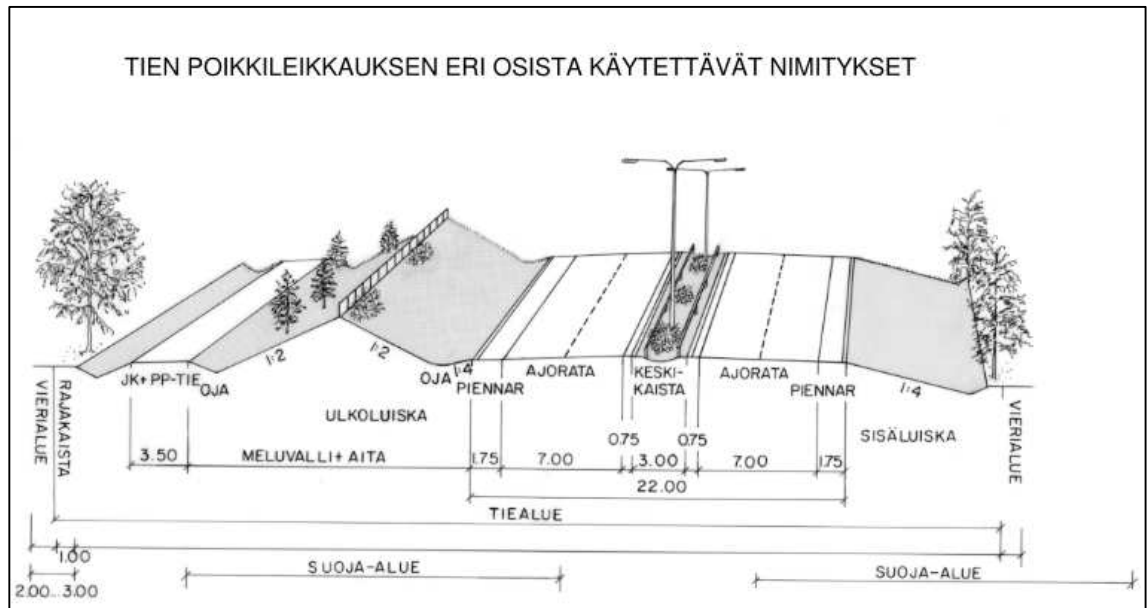 TIEN POIKKILEIKKAUKSEN ERI OSISTA KÄYTETTÄVÄT NIMITYKSET
1:2
1:2
1:4
1:4
JK+PP-TIE
OJA
OJA
PIENNAR
AJORATA
KESKI-
KAISTA
AJORATA
PIENNAR
VIERIALUE
RAJAKAISTA
ULKOLUISKA
SISÄLUISKA
VIERIALUE
0.75
0.75
3.50
MELUVALLI+ AITA
1.75
7.00
3.00
7.00
1.75
22.00
TIEALUE
1.00
SUOJA-ALUE
SUOJA-ALUE
2.00...3.00